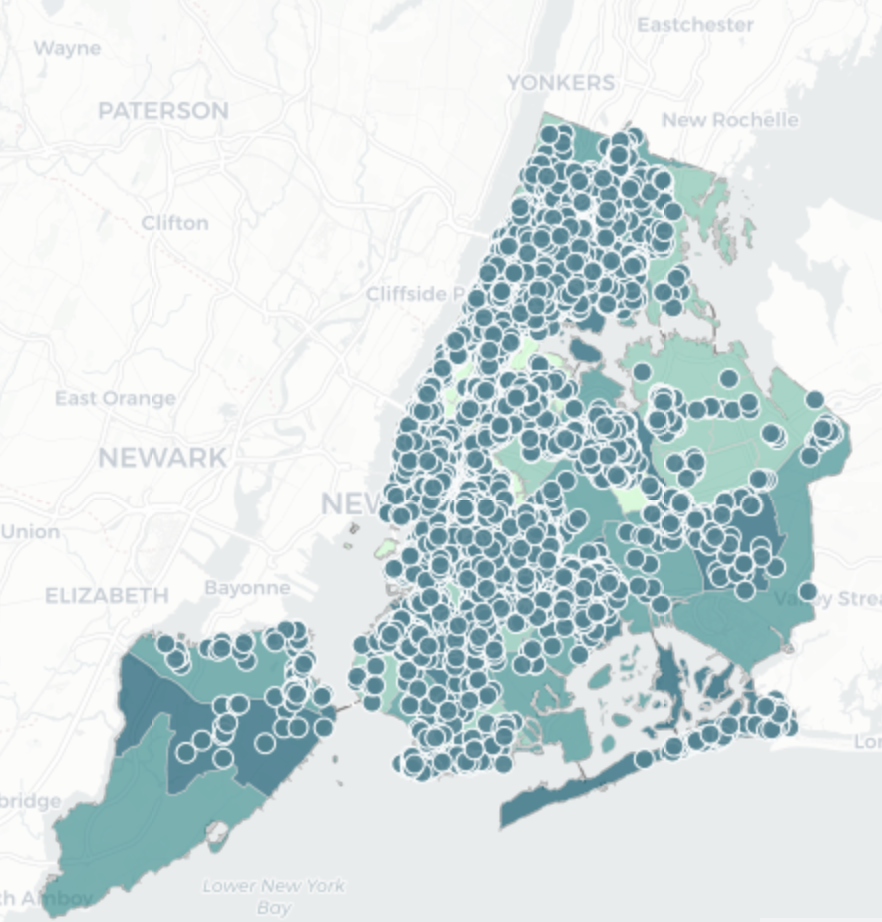 Eastchester
Wayne
YONKERS
PATERSON
New Rochelle
Clifton
Cliffside P
East Orange
NEWARK
NEW
Union
ELIZABETH
Bayonne
Valley Strea
Lon
bridge
th Amboy
Lower New York
Bay